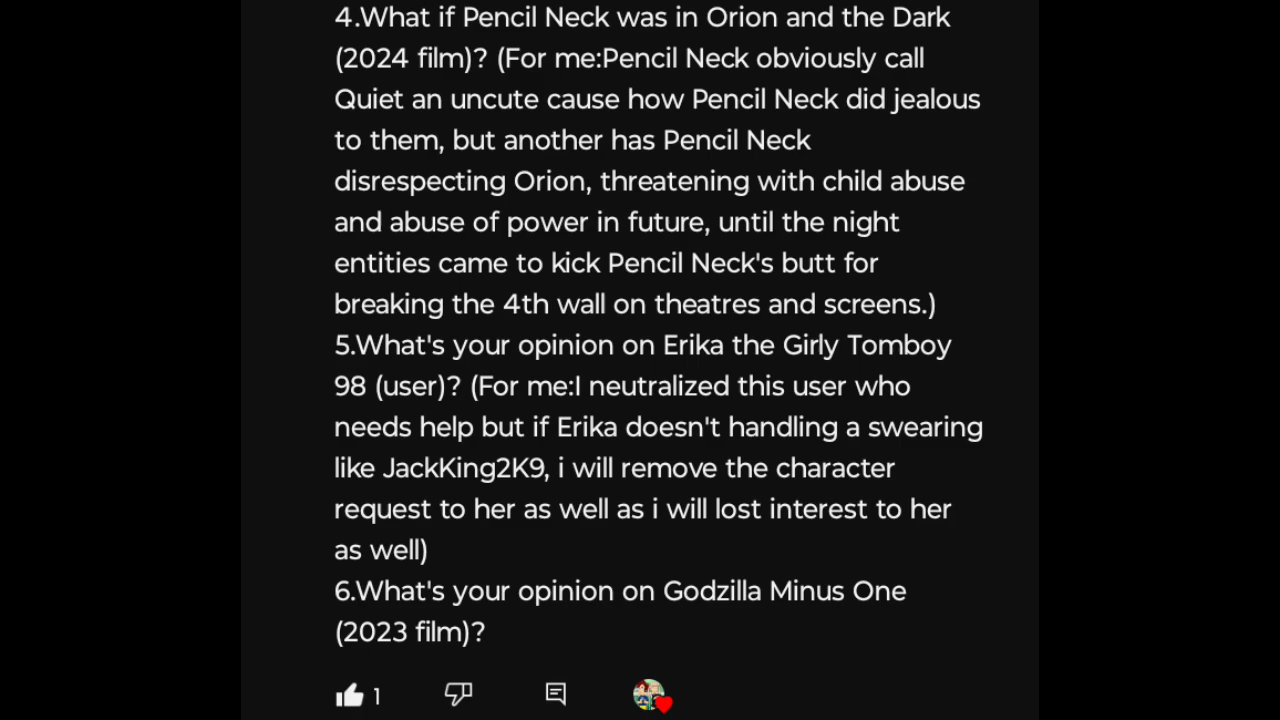 4.What if Pencil Neck was in Orion and the Dark
(2024 film)? (For me:Pencil Neck obviously call
Quiet an uncute cause how Pencil Neck did jealous
to them, but another has Pencil Neck
disrespecting Orion, threatening with child abuse
and abuse of power in future, until the night
entities came to kick Pencil Neck's butt for
breaking the 4th wall on theatres and screens.)
5.What's your opinion on Erika the Girly Tomboy
98 (user)? (For me:I neutralized this user who
needs help but if Erika doesn't handling a swearing
like JackKing2K9, i will remove the character
request to her as well as i will lost interest to her
as well)
6.What's your opinion on Godzilla Minus One
(2023 film)?
1